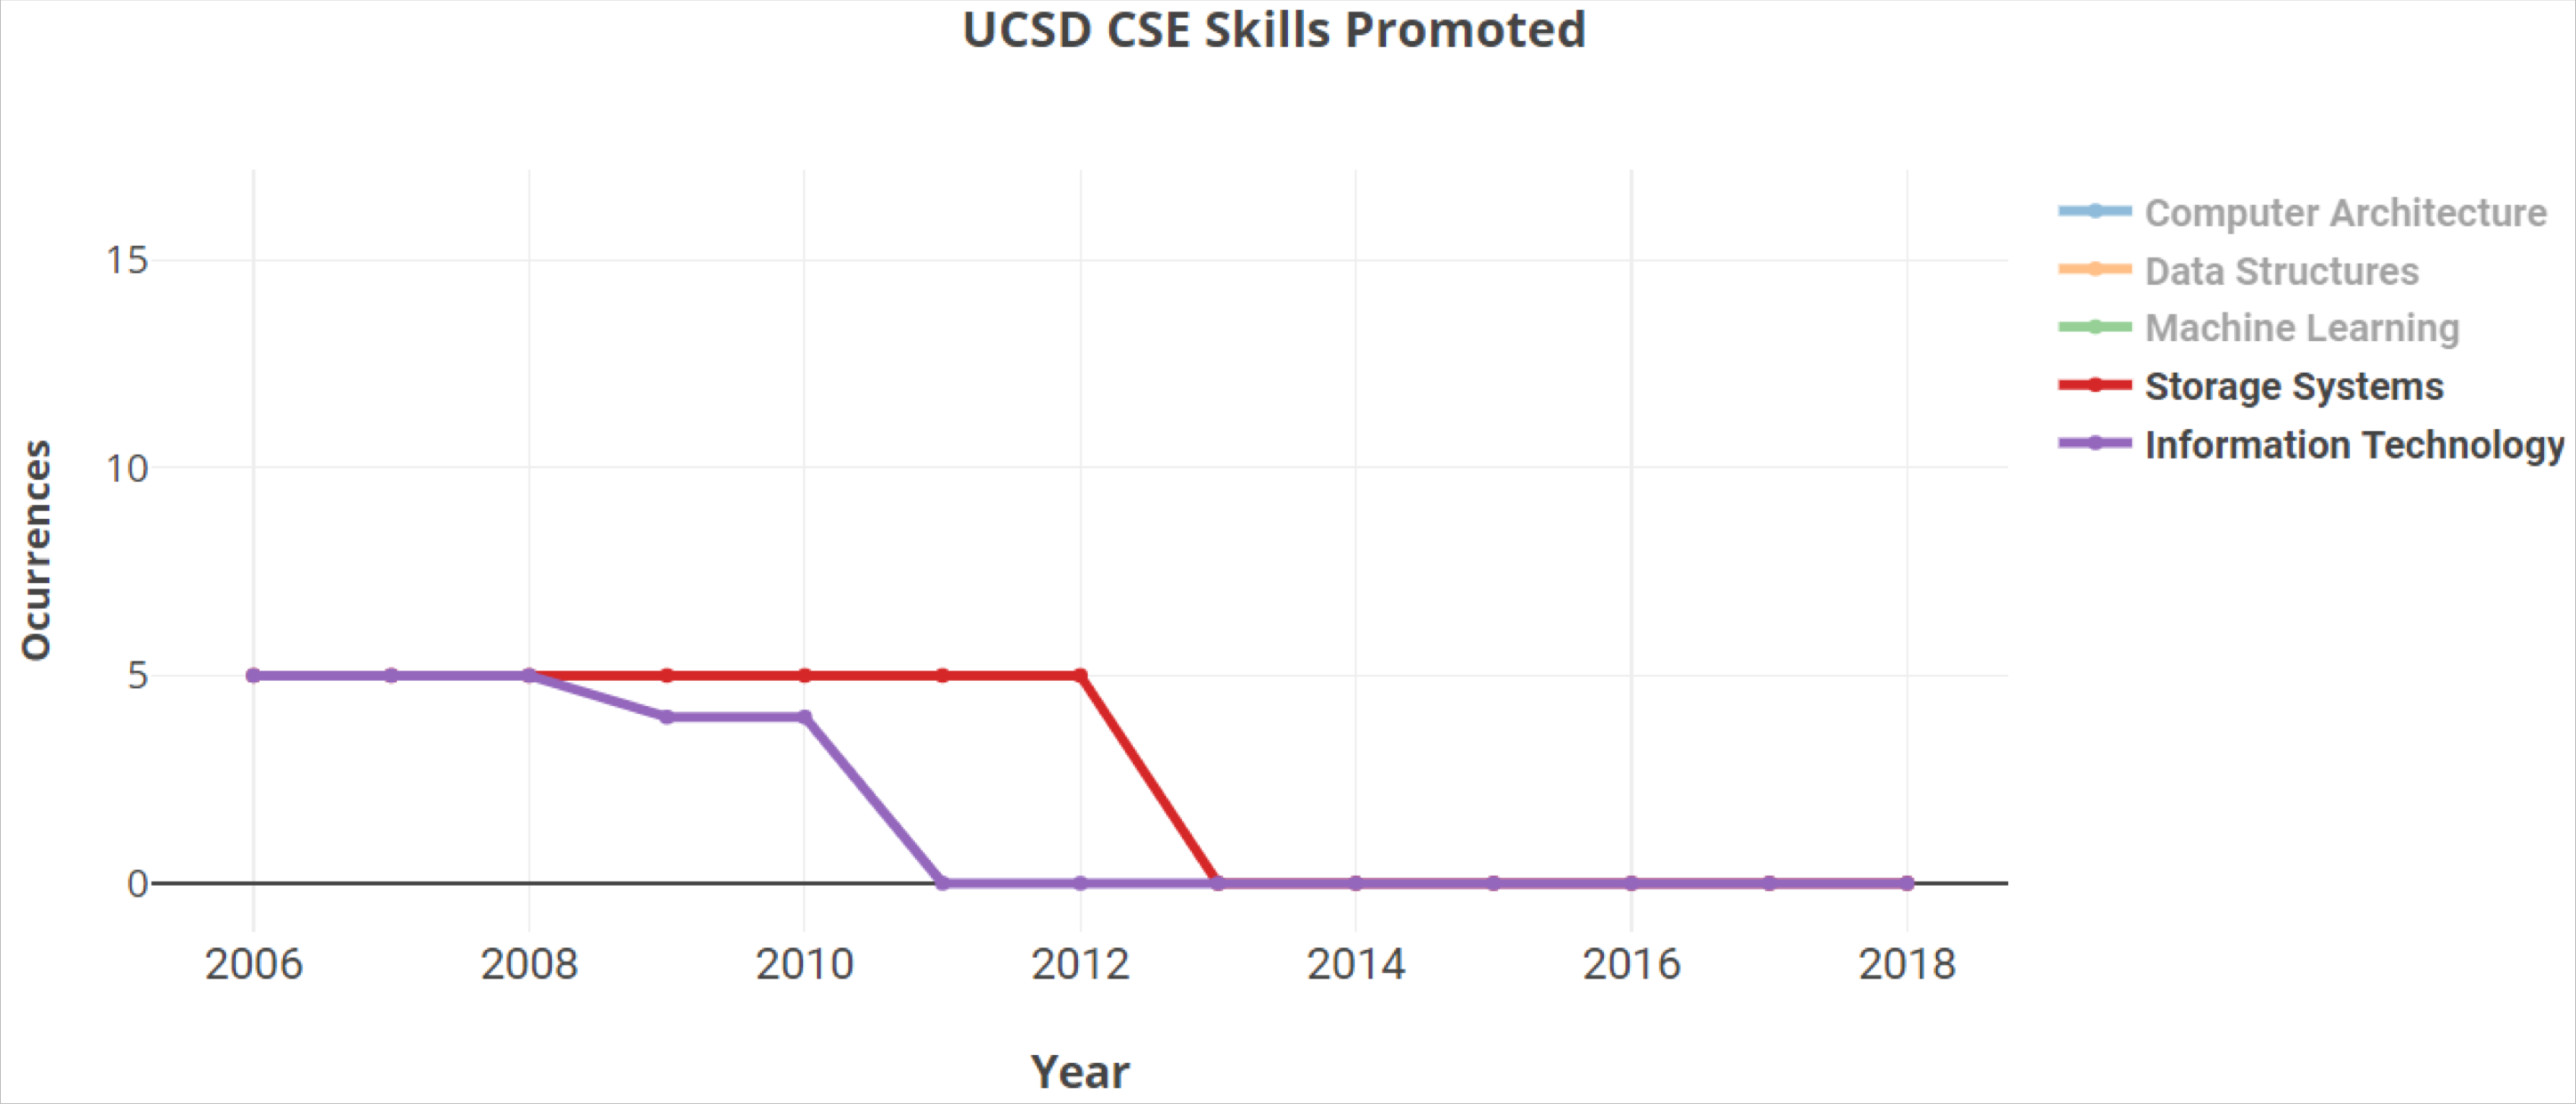 UCSD CSE Skills Promoted
15
10
5
0
Ocurrences
2006 2008 2010 2012 2014 2016 2018
Year
Computer Architecture
Data Structures
Machine Learning
Storage Systems
Information Technology